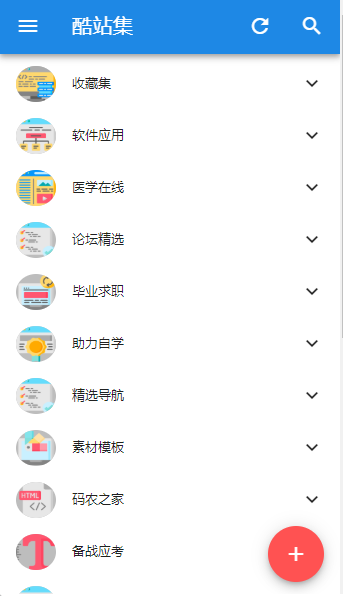 酷站集
收藏集
软件应用
医学在线
论坛精选
毕业求职
助力自学
精选导航
素材模板
HTML
码农之家
备战应考